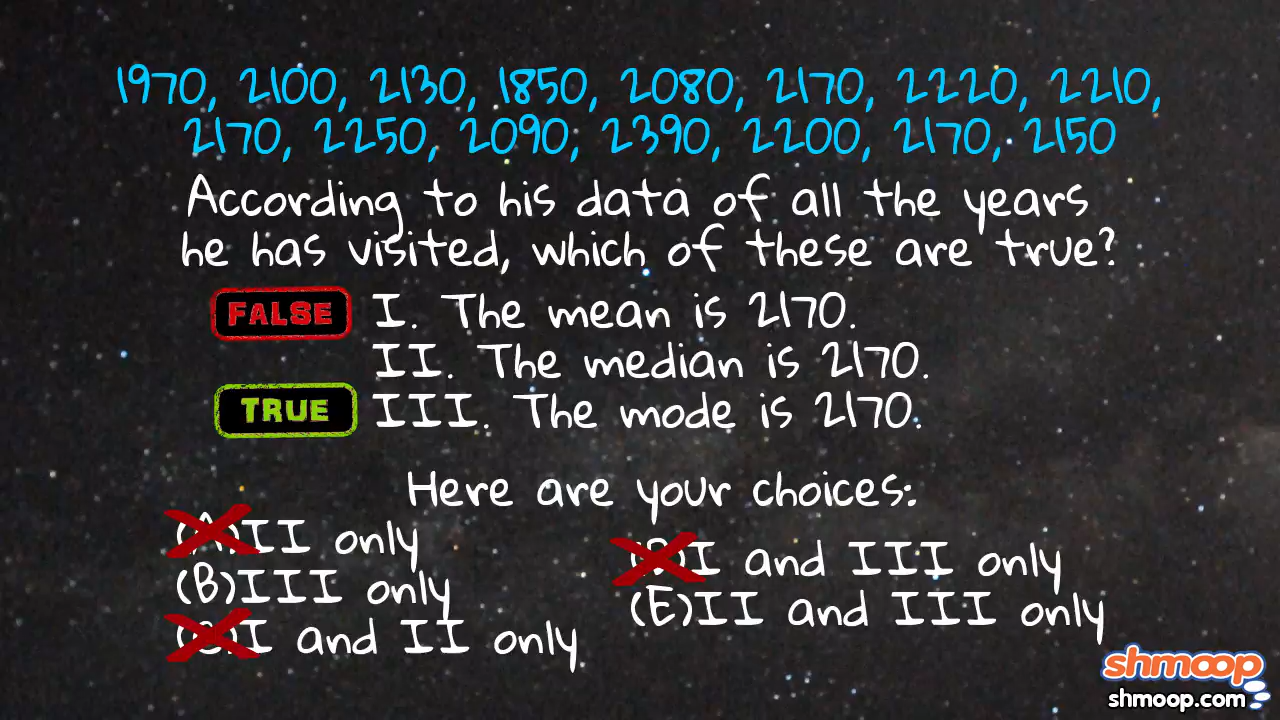 1970, 2100, 2130, 1850, 2080, 2170, 2220, 2210,
2170, 2250, 2090, 2390, 2200, 2170, 2150
According to his data of all the years
he has visited, which of these are true?
FALSE I. The mean is 2170.
II. The median is 2170.
TRUE III. The mode is 2170.
Here are your choices:
(A) II only
(B) III only
(C) I and II only
(D) I and III only
(E) II and III only
shmoop
shmoop.com